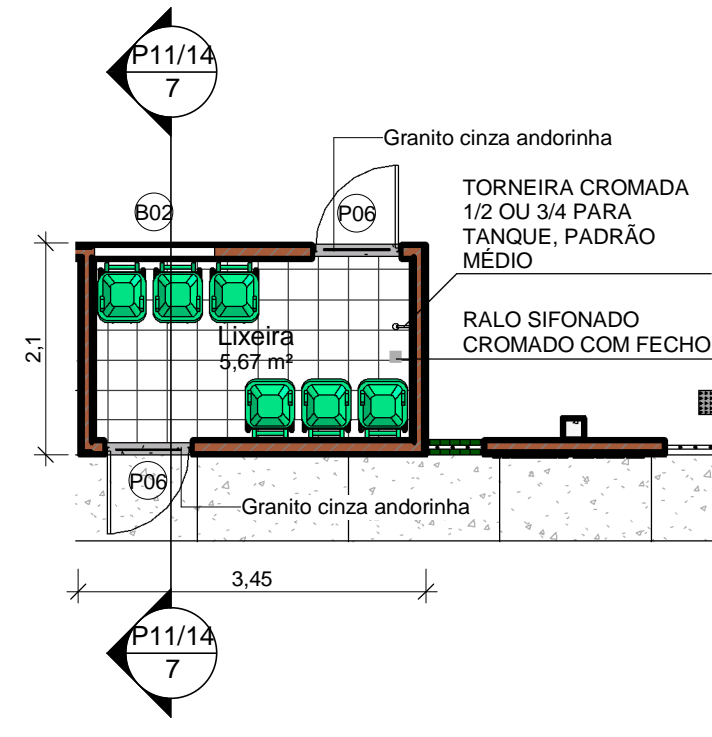 P11/14
7
Granito cinza andorinha
TORNEIRA CROMADA
1/2 OU 3/4 PARA
TANQUE, PADRÃO
MÉDIO
B02
P06
RALO SIFONADO
CROMADO COM FECHO
Lixeira
5,67 m²
2,1
P06
Granito cinza andorinha
3,45
P11/14
7